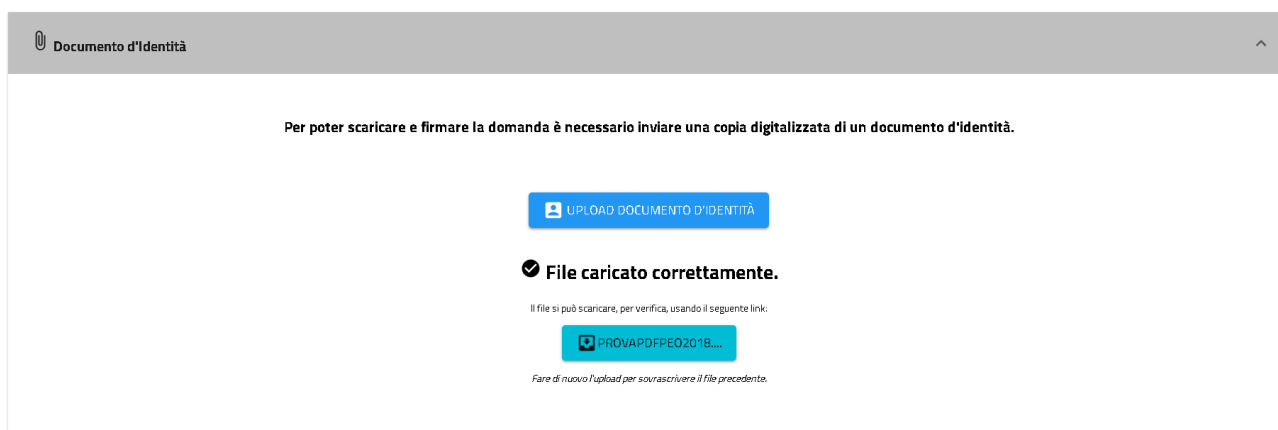 Documento d'Identità
Per poter scaricare e firmare la domanda è necessario inviare una copia digitalizzata di un documento d'identità.
UPLOAD DOCUMENTO D'IDENTITÀ
File caricato correttamente.
Il file si può scaricare, per verifica, usando il seguente link:
PROVAPDFPEO2018....
Fare di nuovo l'upload per sovrascrivere il file precedente.